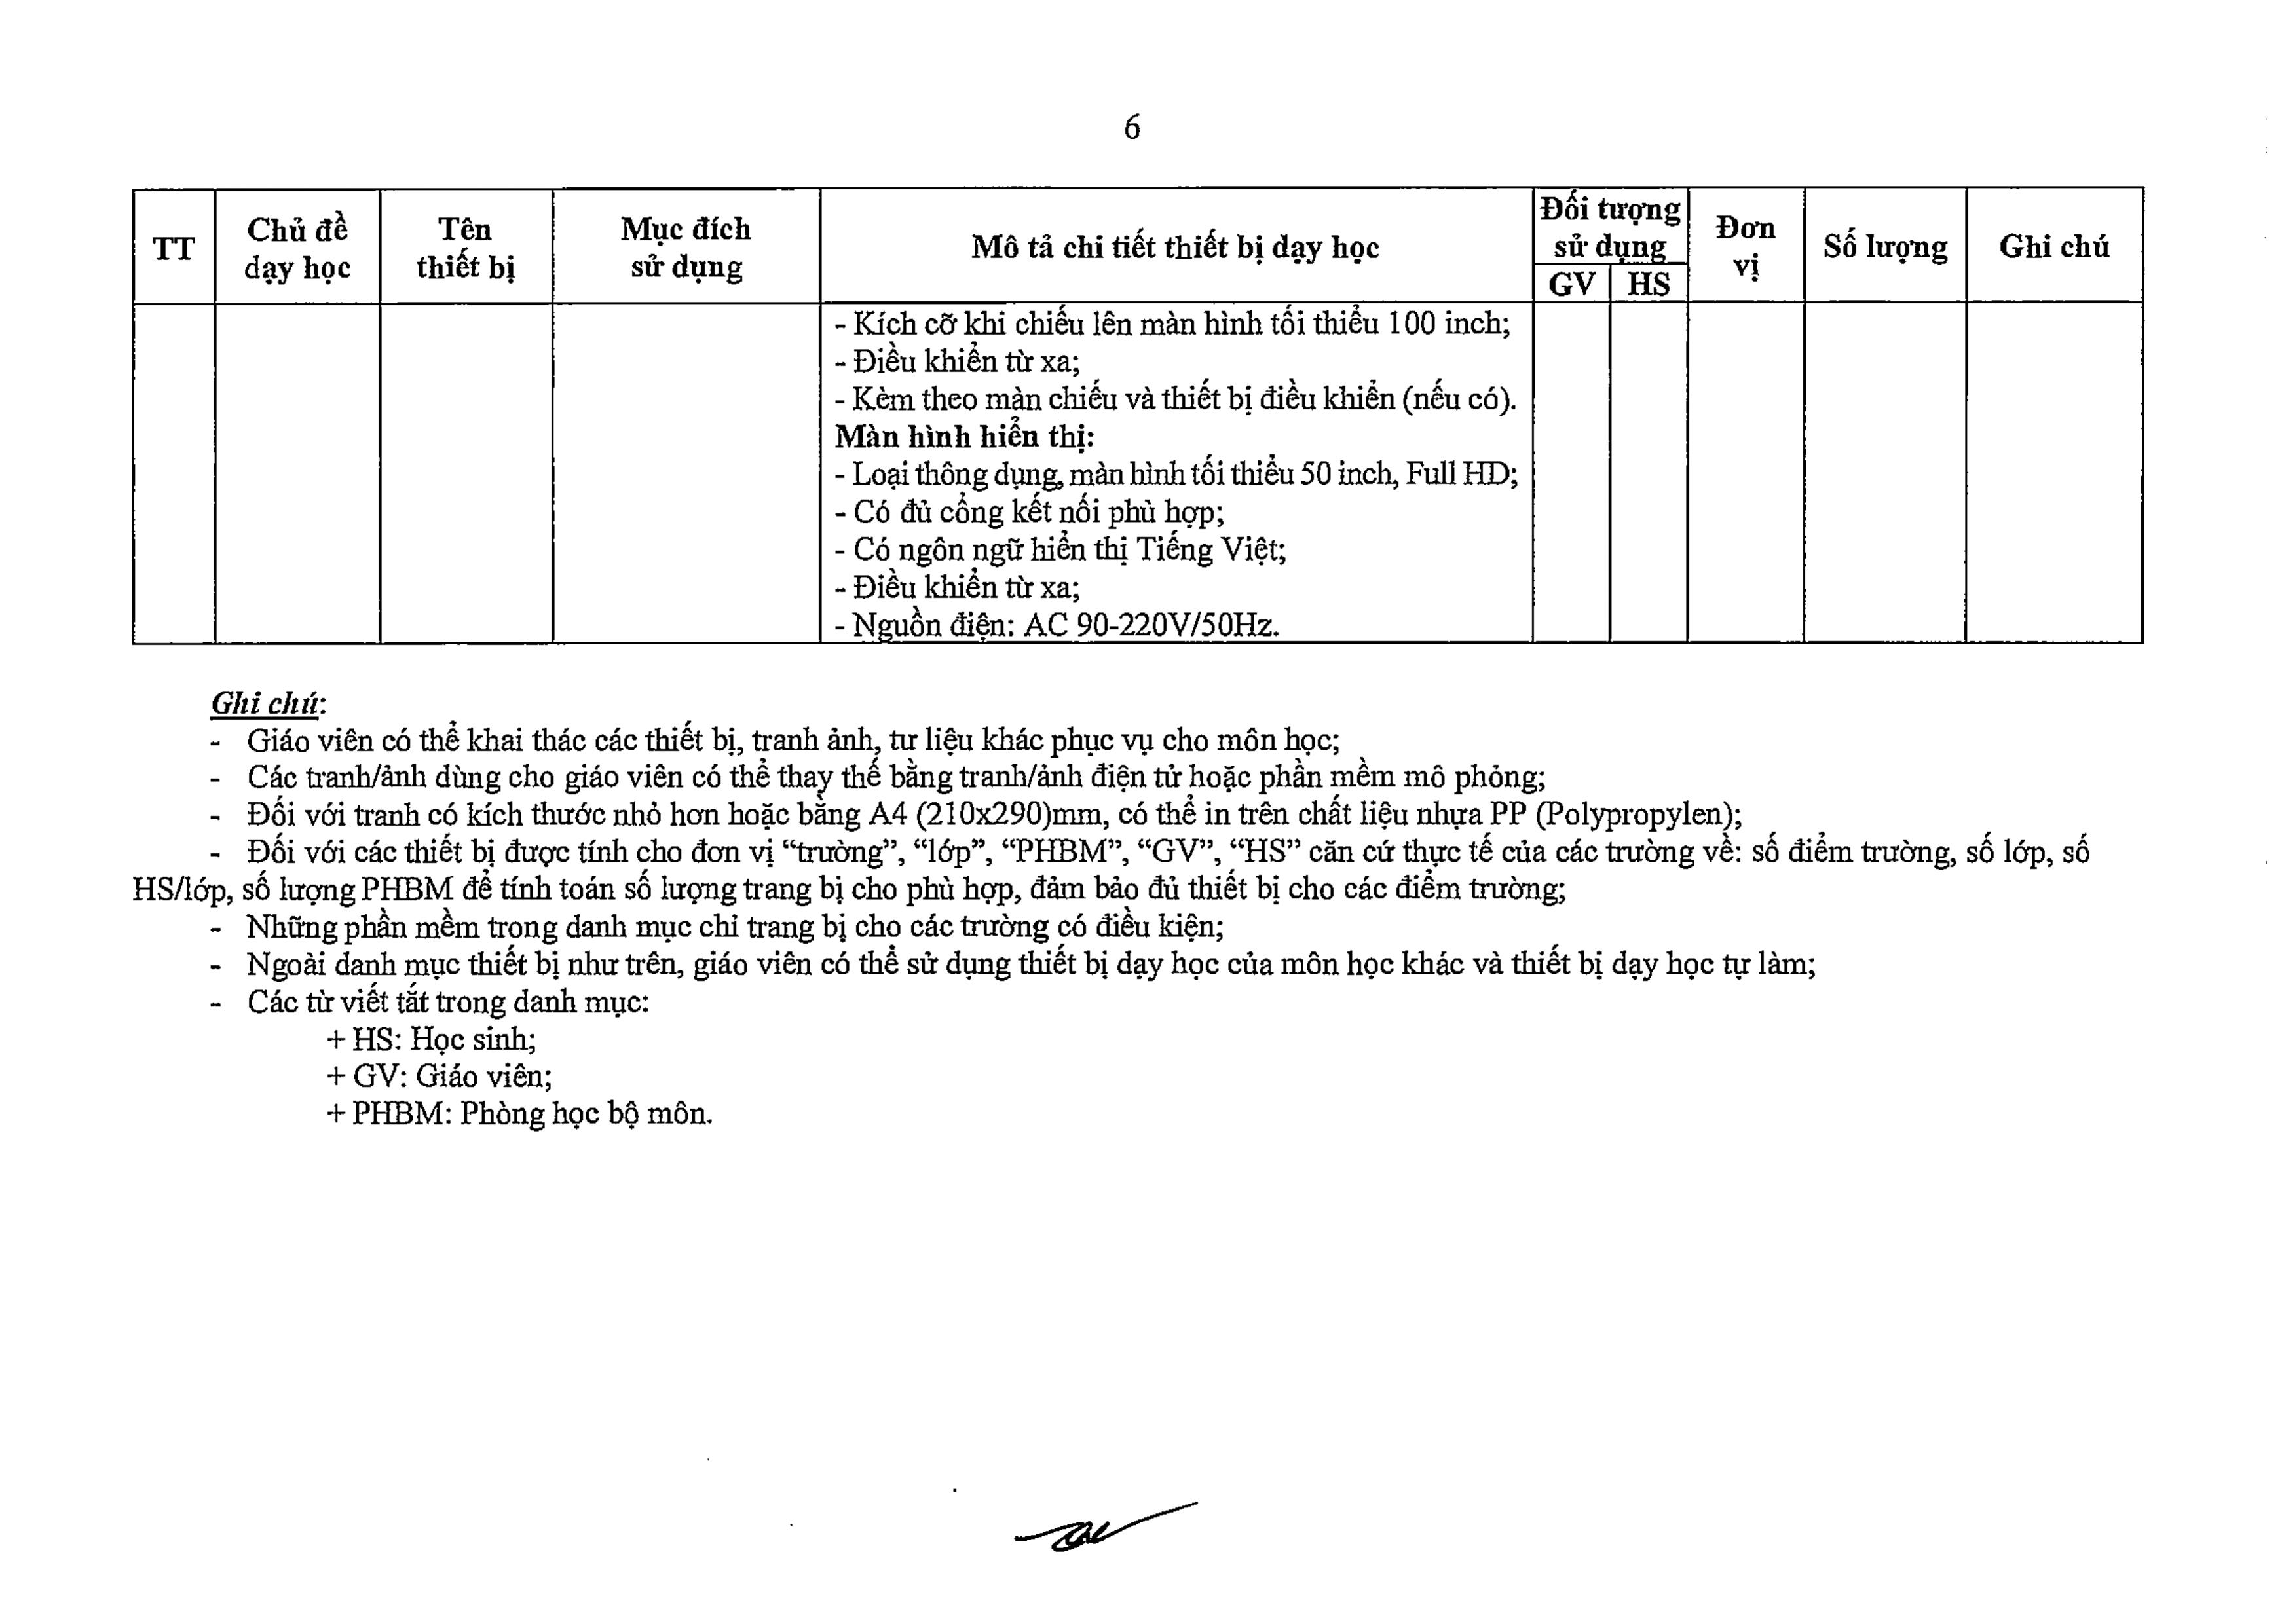 6
TT
Chủ đề
dạy học
Tên
thiết bị
Mục đích
sử dụng
Mô tả chi tiết thiết bị dạy học
Đối tượng
sử dụng
GV HS
Đơn
vị
Số lượng
Ghi chú
- Kích cỡ khi chiếu lên màn hình tối thiểu 100 inch;
- Điều khiển từ xa;
- Kèm theo màn chiếu và thiết bị điều khiển (nếu có).
Màn hình hiển thị:
- Loại thông dụng, màn hình tối thiểu 50 inch, Full HD;
- Có đủ cổng kết nối phù hợp;
- Có ngôn ngữ hiển thị Tiếng Việt;
- Điều khiển từ xa;
- Nguồn điện: AC 90-220V/50Hz.
Ghi chú:
- Giáo viên có thể khai thác các thiết bị, tranh ảnh, tư liệu khác phục vụ cho môn học;
- Các tranh/ảnh dùng cho giáo viên có thể thay thế bằng tranh/ảnh điện tử hoặc phần mềm mô phỏng;
- Đối với tranh có kích thước nhỏ hơn hoặc bằng A4 (210x290)mm, có thể in trên chất liệu nhựa PP (Polypropylen);
- Đối với các thiết bị được tính cho đơn vị “trường”, “lớp”, “PHBM”, “GV”, “HS” căn cứ thực tế của các trường về: số điểm trường, số lớp, số
HS/lớp, số lượng PHBM để tính toán số lượng trang bị cho phù hợp, đảm bảo đủ thiết bị cho các điểm trường;
- Những phần mềm trong danh mục chỉ trang bị cho các trường có điều kiện;
- Ngoài danh mục thiết bị như trên, giáo viên có thể sử dụng thiết bị dạy học của môn học khác và thiết bị dạy học tự làm;
- Các từ viết tắt trong danh mục:
+ HS: Học sinh;
+ GV: Giáo viên;
+ PHBM: Phòng học bộ môn.